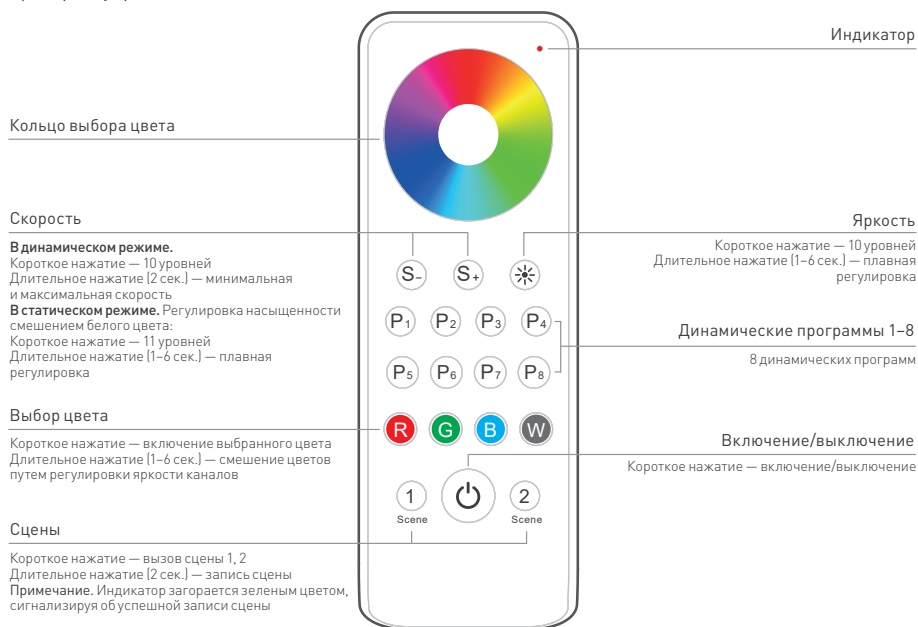 Индикатор
Кольцо выбора цвета
Скорость
В динамическом режиме.
Короткое нажатие — 10 уровней
Длительное нажатие (2 сек.) — минимальная
и максимальная скорость
В статическом режиме. Регулировка насыщенности
смешением белого цвета:
Короткое нажатие — 11 уровней
Длительное нажатие (1–6 сек.) — плавная
регулировка
Яркость
Короткое нажатие — 10 уровней
Длительное нажатие (1–6 сек.) — плавная
регулировка
S- S+
P1 P2 P3 P4
P5 P6 P7 P8
Динамические программы 1–8
8 динамических программ
Выбор цвета
Короткое нажатие — включение выбранного цвета
Длительное нажатие (1–6 сек.) — смешение цветов
путем регулировки яркости каналов
R G B W
Включение/выключение
Короткое нажатие — включение/выключение
1 2
Scene Scene
Сцены
Короткое нажатие — вызов сцены 1, 2
Длительное нажатие (2 сек.) — запись сцены
Примечание. Индикатор загорается зеленым цветом,
сигнализируя об успешной записи сцены